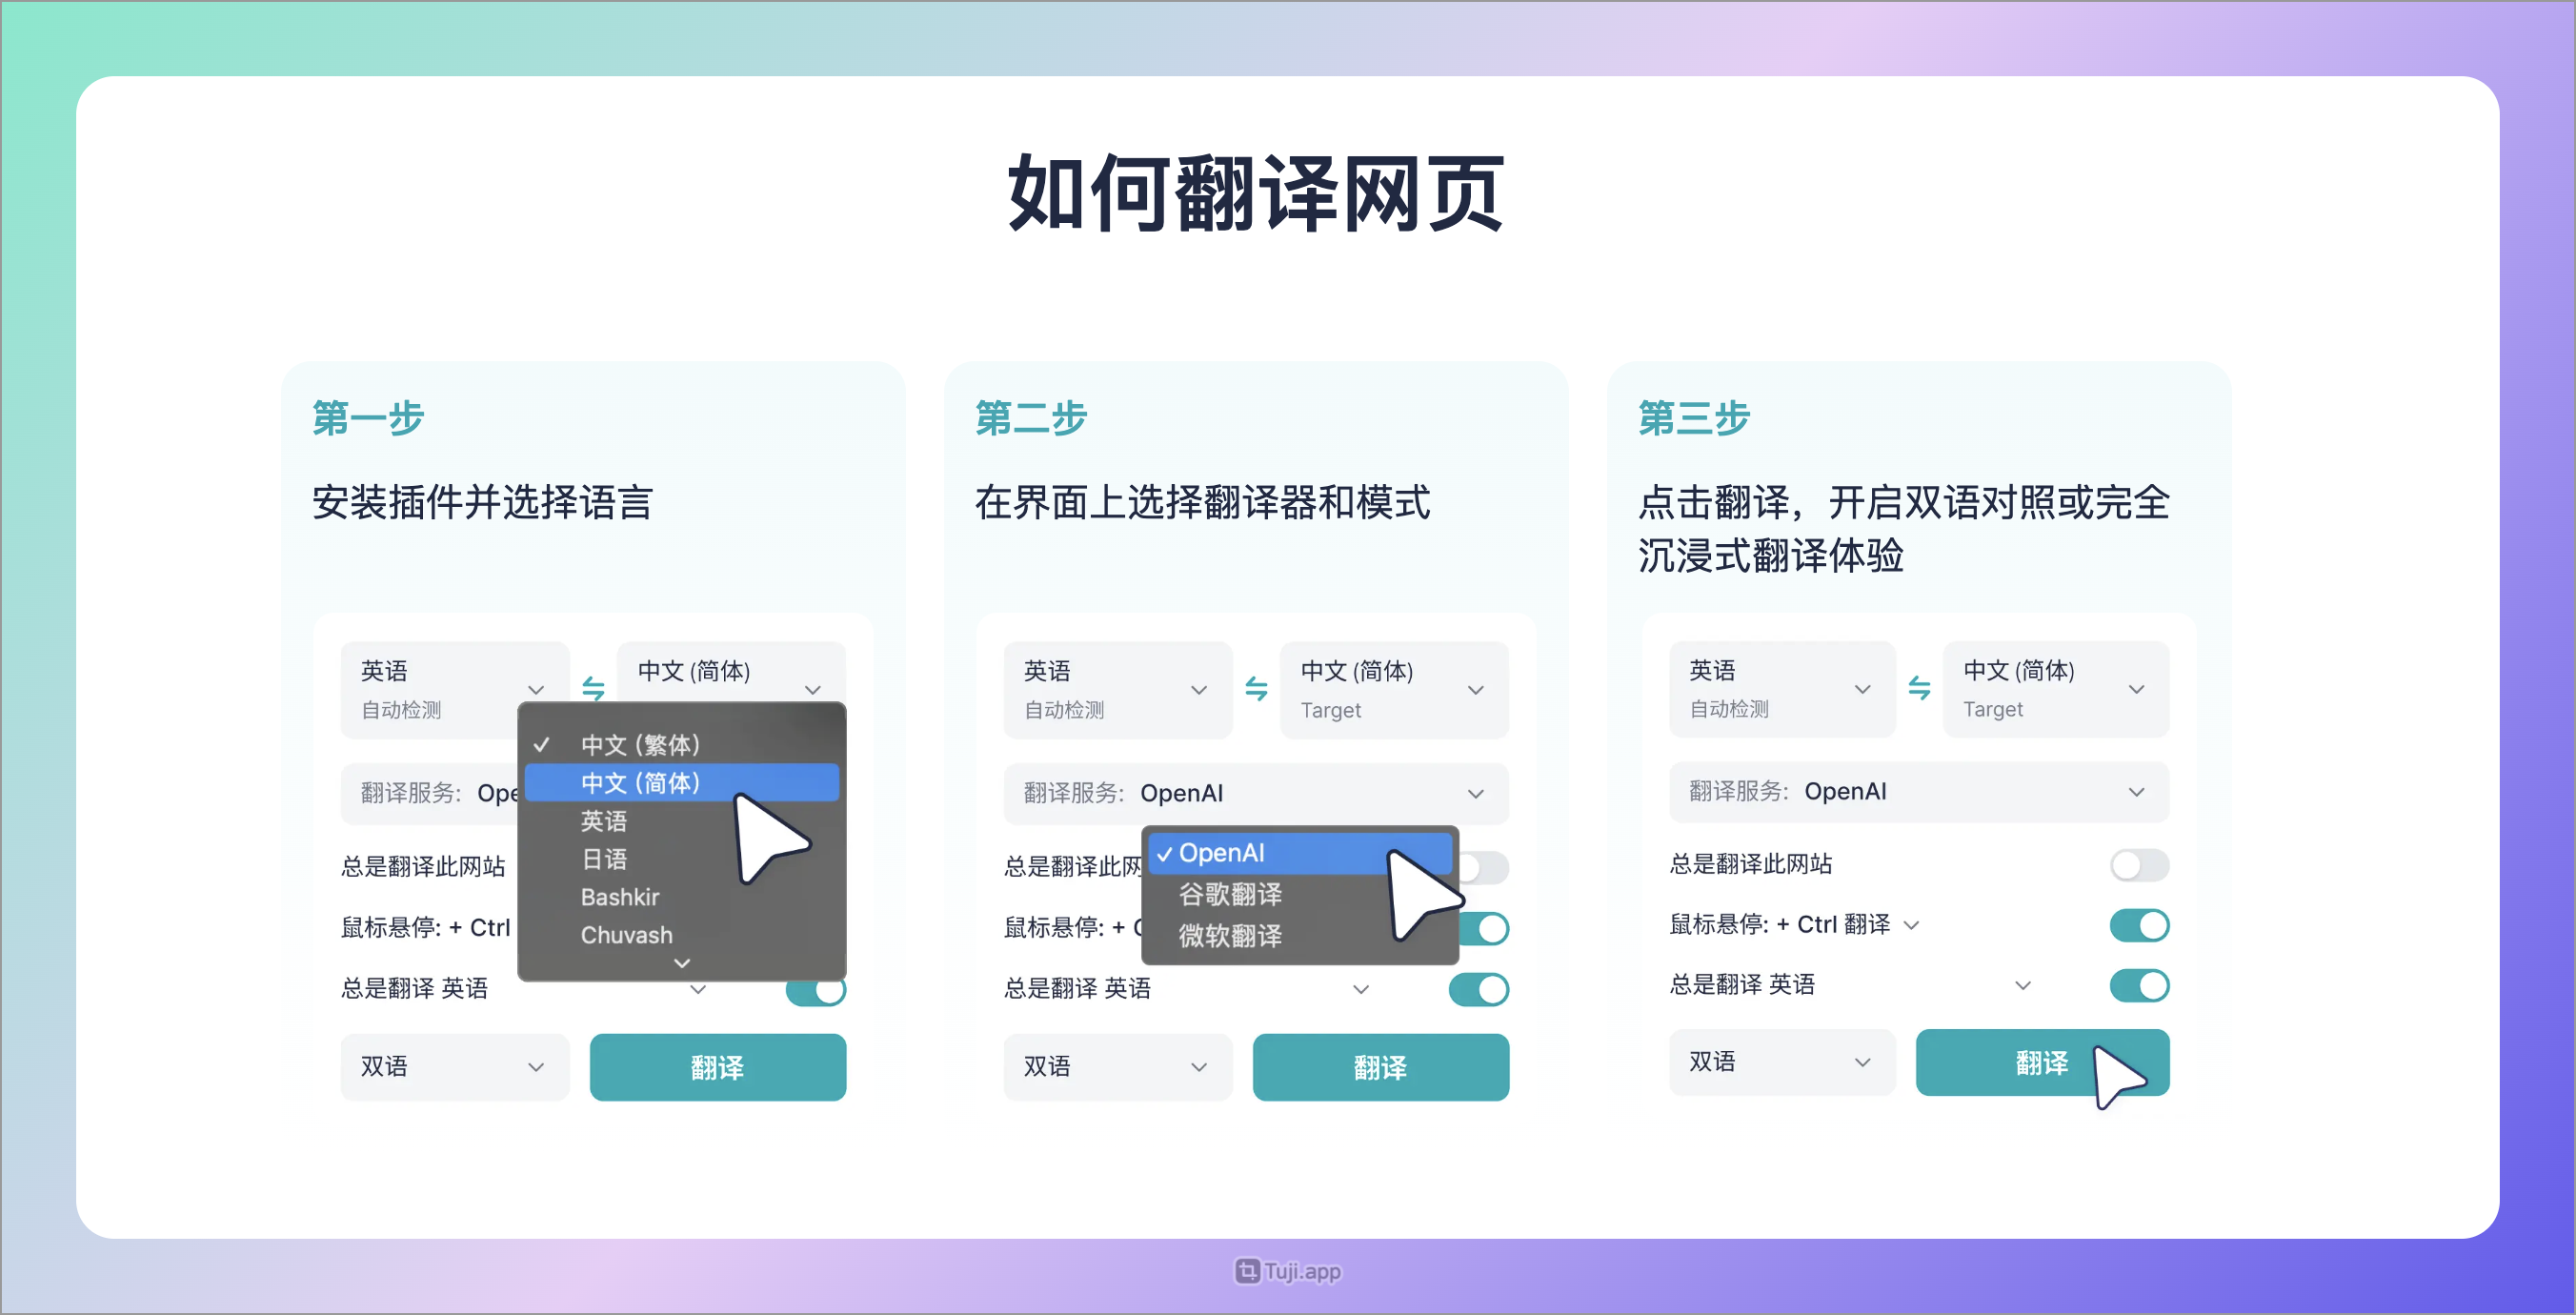 如何翻译网页
第一步
安装插件并选择语言
英语
自动检测
中文 (简体)
翻译服务: Ope
中文 (繁体)
中文 (简体)
英语
日语
Bashkir
Chuvash
总是翻译此网站
鼠标悬停: + Ctrl
总是翻译 英语
双语
翻译
第二步
在界面上选择翻译器和模式
英语
自动检测
中文 (简体)
Target
翻译服务: OpenAI
OpenAI
谷歌翻译
微软翻译
总是翻译此网
鼠标悬停: + C
总是翻译 英语
双语
翻译
第三步
点击翻译，开启双语对照或完全
沉浸式翻译体验
英语
自动检测
中文 (简体)
Target
翻译服务: OpenAI
总是翻译此网站
鼠标悬停: + Ctrl 翻译
总是翻译 英语
双语
翻译
Tuji.app